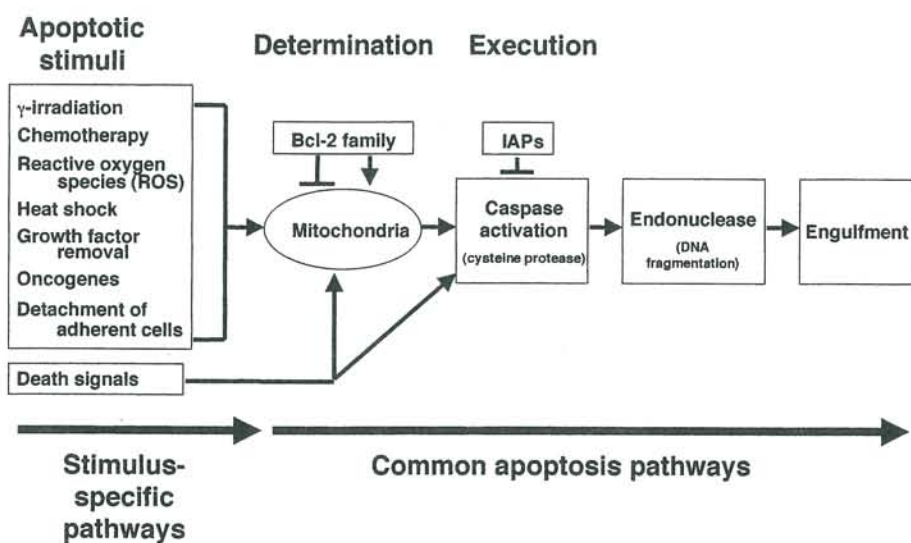 Apoptotic
stimuli
Determination
Execution
γ-irradiation
Chemotherapy
Reactive oxygen
species (ROS)
Heat shock
Growth factor
removal
Oncogenes
Detachment of
adherent cells
Death signals
Bcl-2 family
Mitochondria
IAPs
Caspase
activation
(cysteine protease)
Endonuclease
(DNA
fragmentation)
Engulfment
Stimulus-
specific
pathways
Common apoptosis pathways